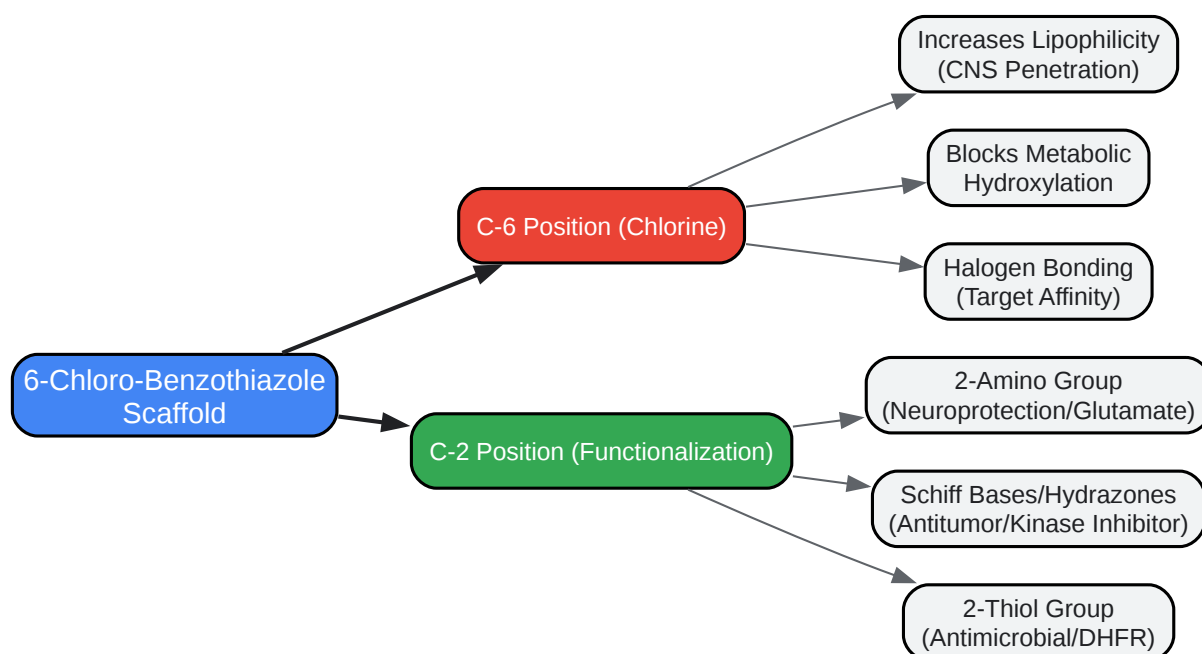 Increases Lipophilicity
(CNS Penetration)
Blocks Metabolic
Hydroxylation
C-6 Position (Chlorine)
Halogen Bonding
(Target Affinity)
6-Chloro-Benzothiazole
Scaffold
2-Amino Group
(Neuroprotection/Glutamate)
C-2 Position (Functionalization)
Schiff Bases/Hydrazones
(Antitumor/Kinase Inhibitor)
2-Thiol Group
(Antimicrobial/DHFR)